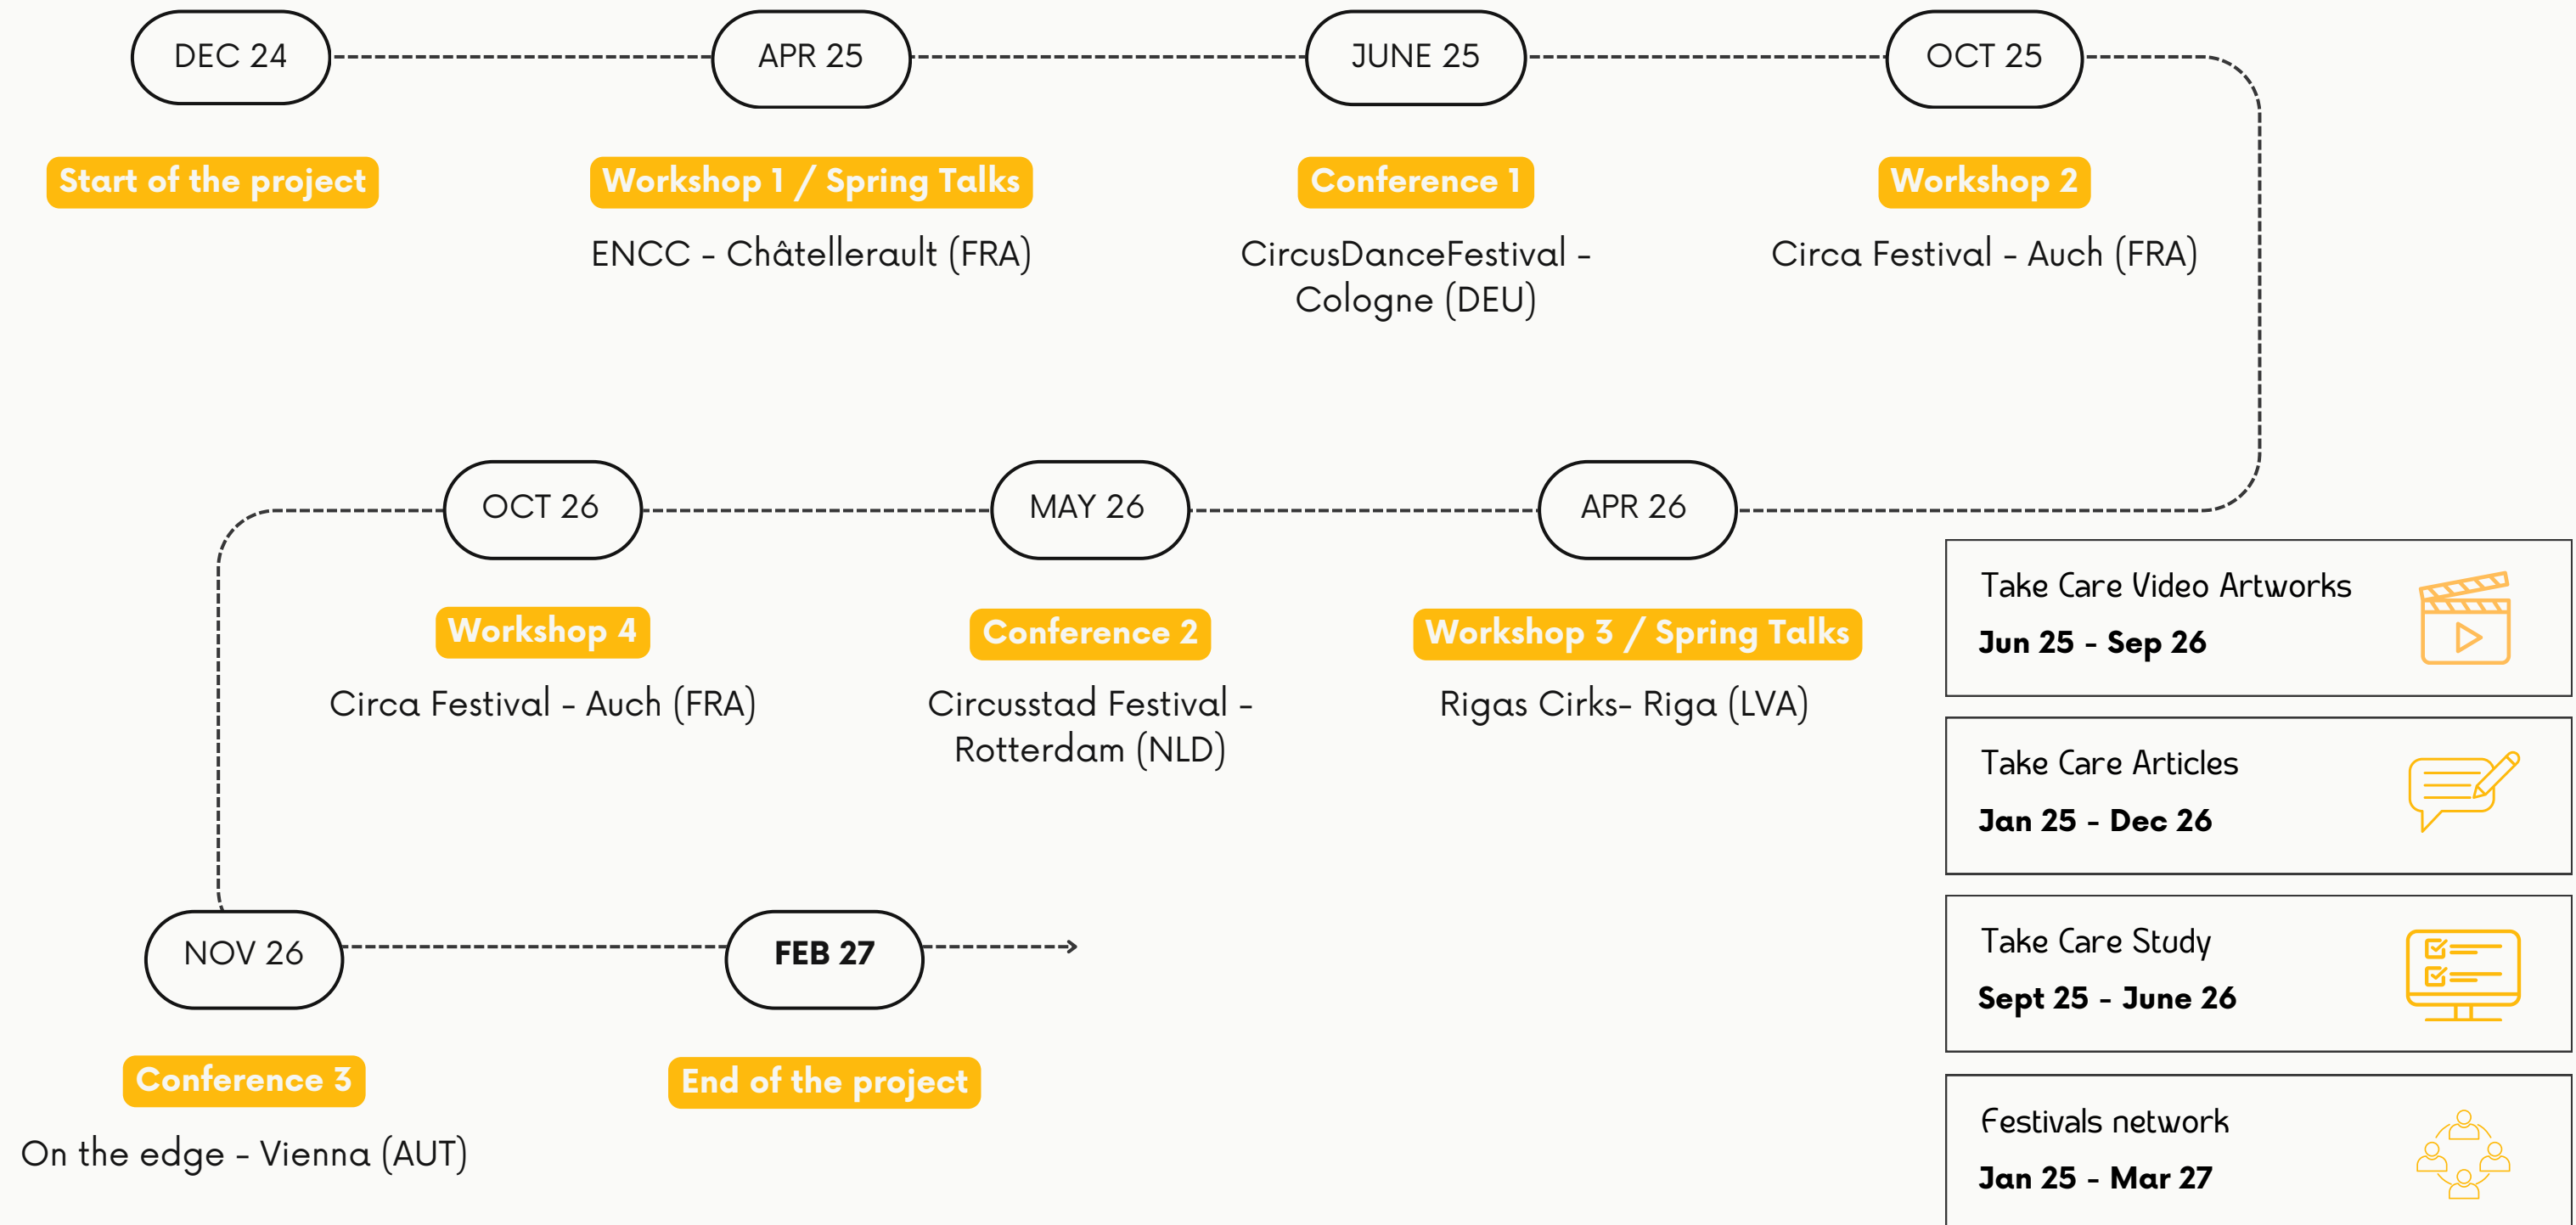 DEC 24
APR 25
JUNE 25
OCT 25
Start of the project
Workshop 1 / Spring Talks
Conference 1
Workshop 2
ENCC - Châtellerault (FRA)
CircusDanceFestival -
Cologne (DEU)
Circa Festival - Auch (FRA)
APR 26
MAY 26
OCT 26
Workshop 3 / Spring Talks
Conference 2
Workshop 4
Rigas Cirks- Riga (LVA)
Circusstad Festival -
Rotterdam (NLD)
Circa Festival - Auch (FRA)
NOV 26
FEB 27
Conference 3
End of the project
On the edge - Vienna (AUT)
Take Care Video Artworks
Jun 25 - Sep 26
Take Care Articles
Jan 25 - Dec 26
Take Care Study
Sept 25 - June 26
Festivals network
Jan 25 - Mar 27